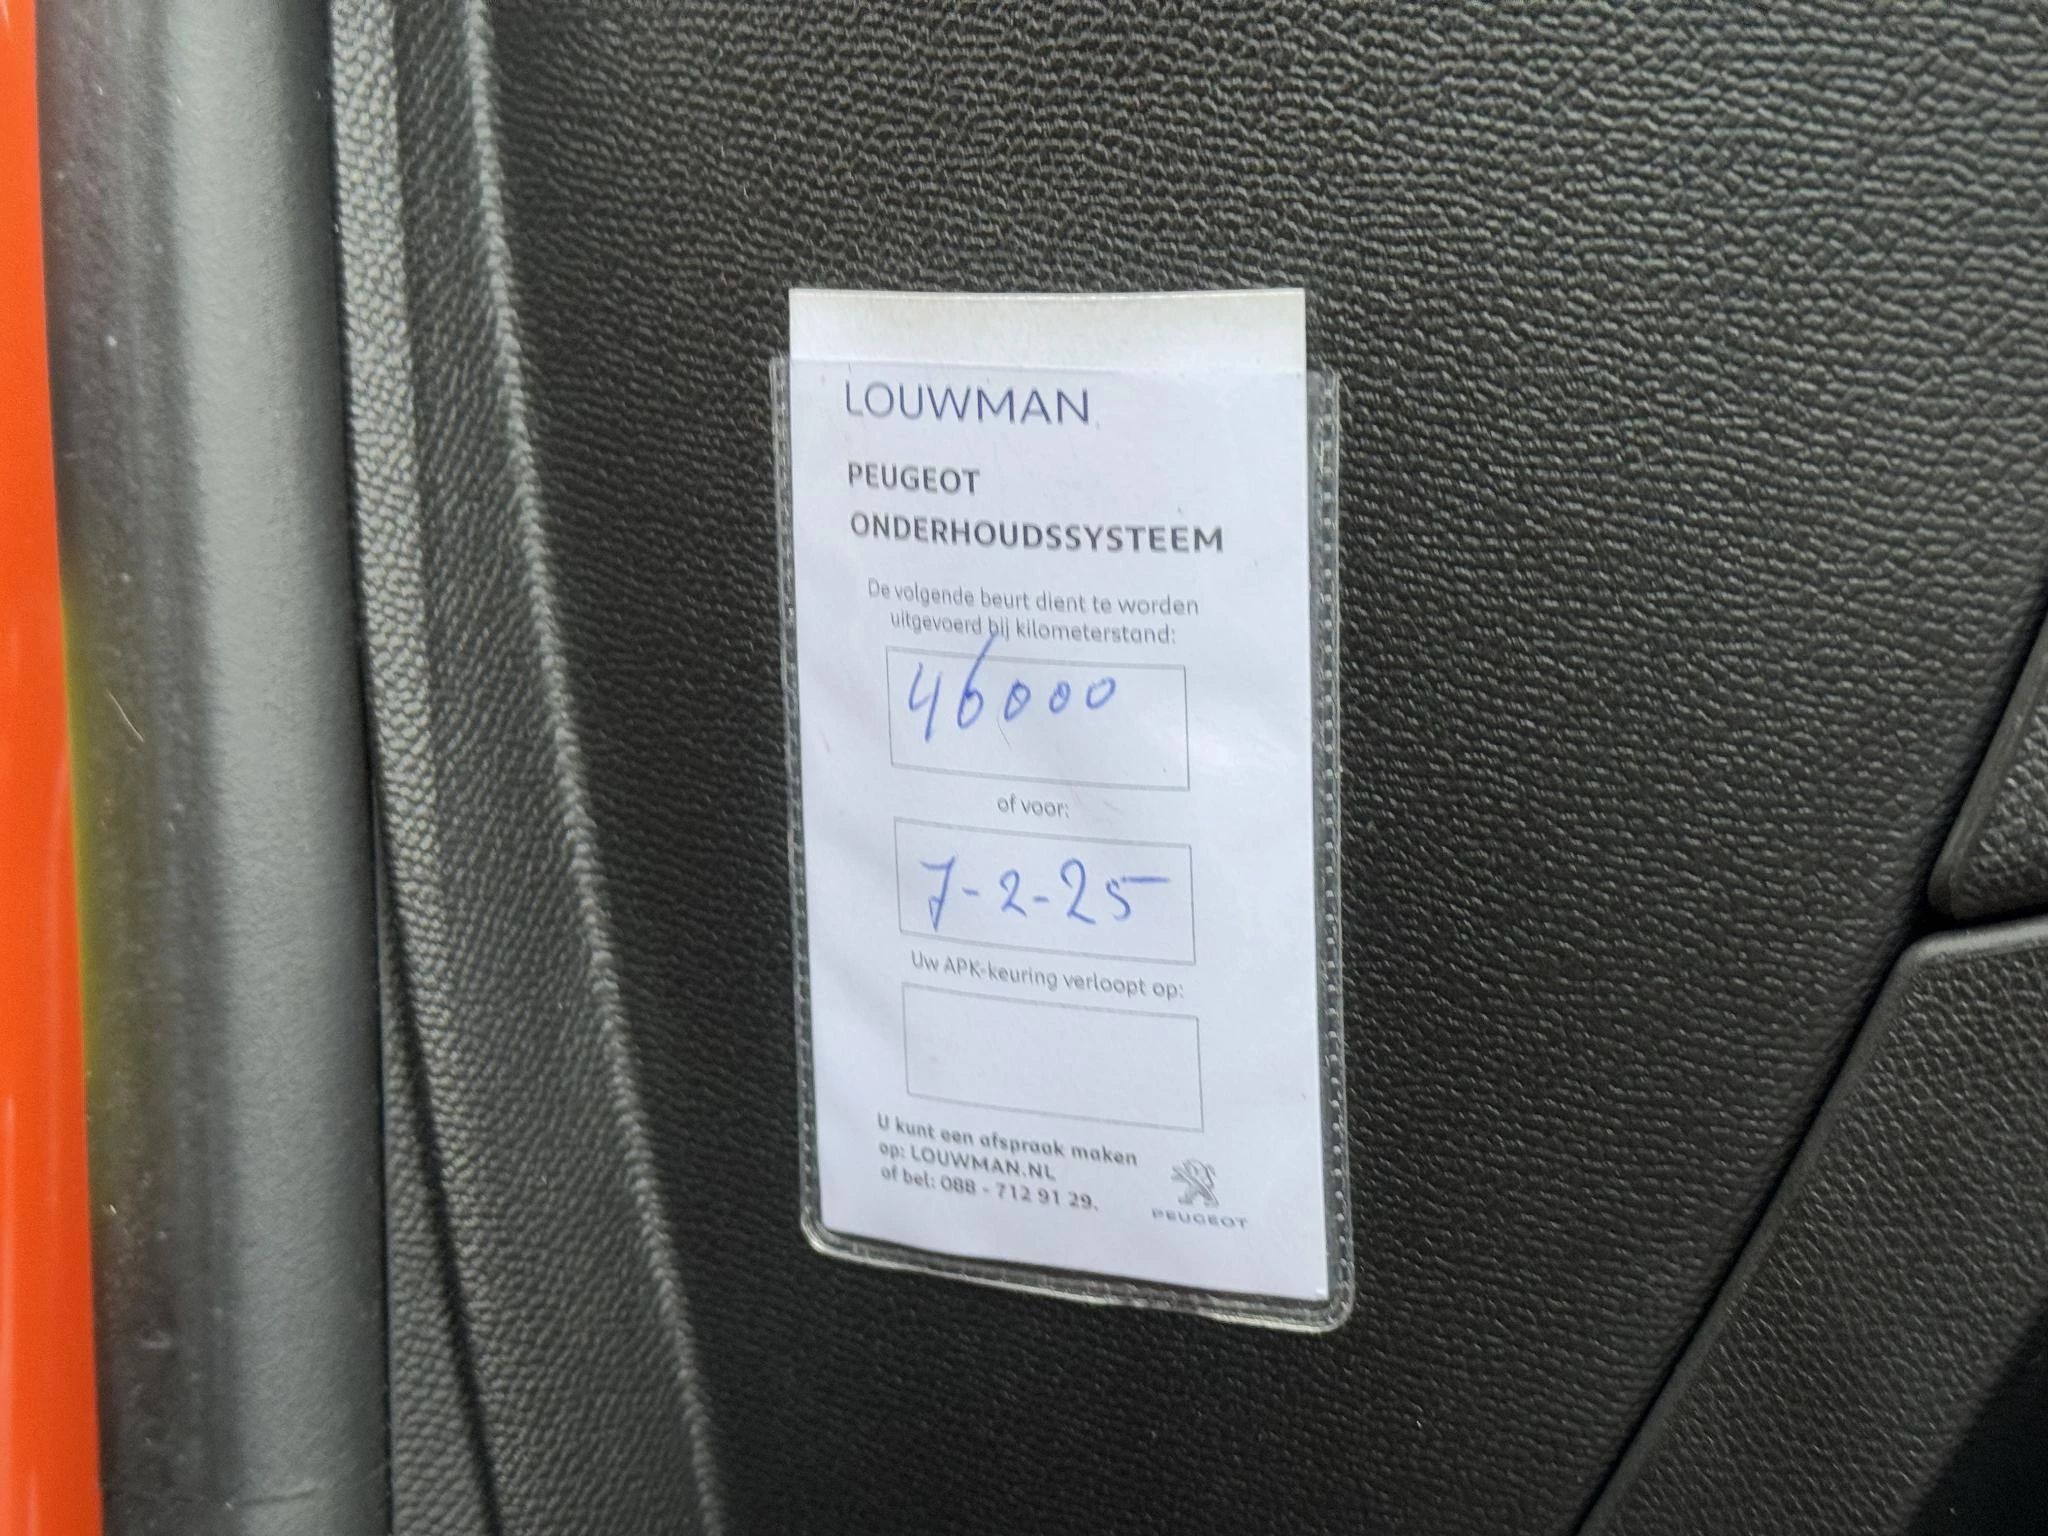 LOUWMAN
PEUGEOT
ONDERHOUDSSYSTEEM
De volgende beurt dient te worden
uitgevoerd bij kilometerstand:
46000
of voor:
7-2-25
Uw APK-keuring verloopt op:
U kunt een afspraak maken
op: LOUWMAN.NL
of bel: 088 - 712 91 29.
PEUGEOT